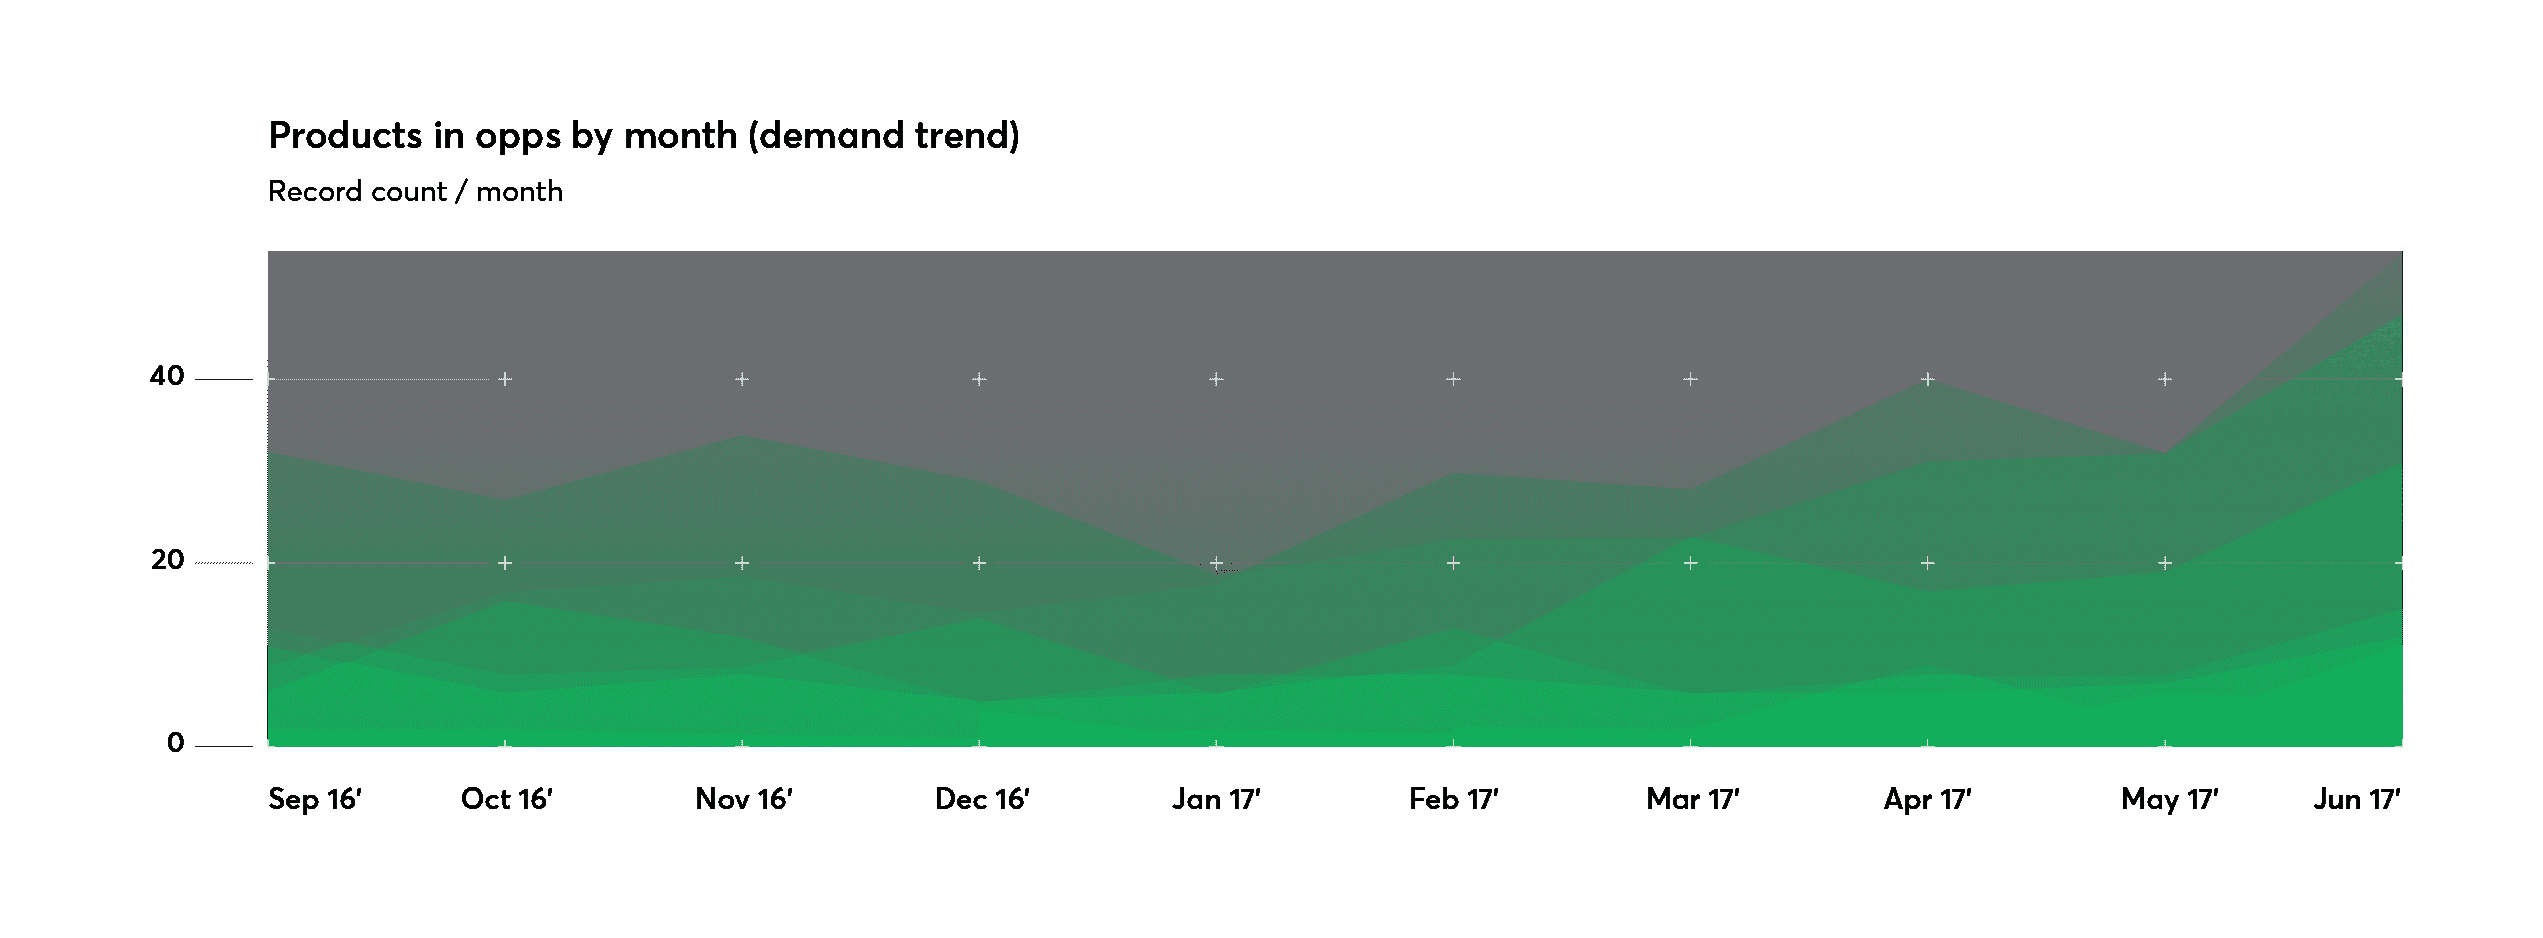 Products in opps by month (demand trend)
Record count / month
40
20
0
Sep 16' Oct 16' Nov 16' Dec 16' Jan 17' Feb 17' Mar 17' Apr 17' May 17' Jun 17'